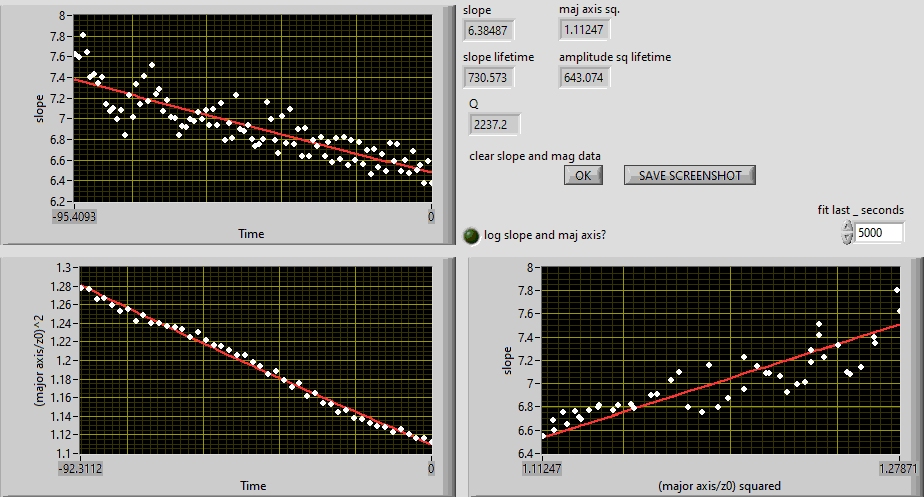 slope
maj axis sq.
6.38487
1.11247
slope lifetime
amplitude sq lifetime
730.573
643.074
Q
2237.2
clear slope and mag data
OK
SAVE SCREENSHOT
fit last _ seconds
5000
log slope and maj axis?
slope
8
7.8
7.6
7.4
7.2
7
6.8
6.6
6.4
6.2
-95.4093
0
Time
(major axis/z0)^2
1.3
1.28
1.26
1.24
1.22
1.2
1.18
1.16
1.14
1.12
1.1
-92.3112
0
Time
slope
8
7.8
7.6
7.4
7.2
7
6.8
6.6
6.4
1.11247
1.27871
(major axis/z0) squared